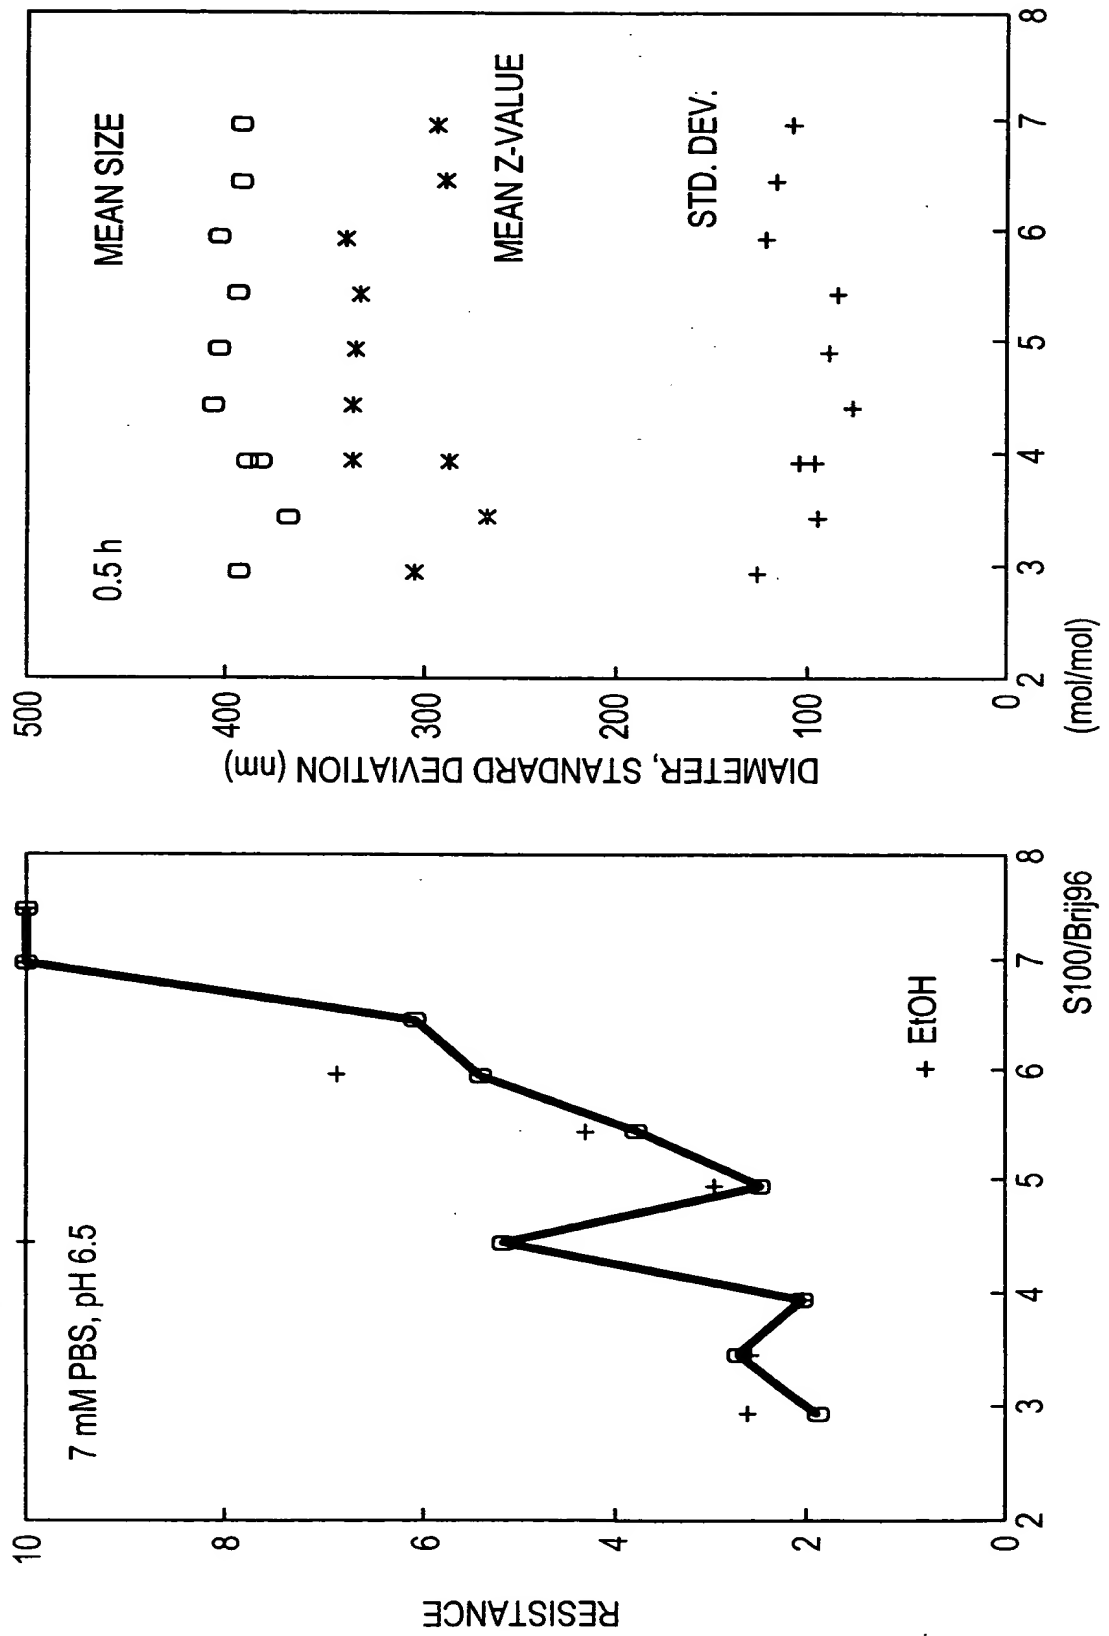 RESISTANCE
10
8
6
4
2
0
7 mM PBS, pH 6.5
+ EtOH
2 3 4 5 6 7 8
S100/Brij96
DIAMETER, STANDARD DEVIATION (nm)
500
400
300
200
100
0
0.5 h
MEAN SIZE
MEAN Z-VALUE
STD. DEV.
2 3 4 5 6 7 8
(mol/mol)